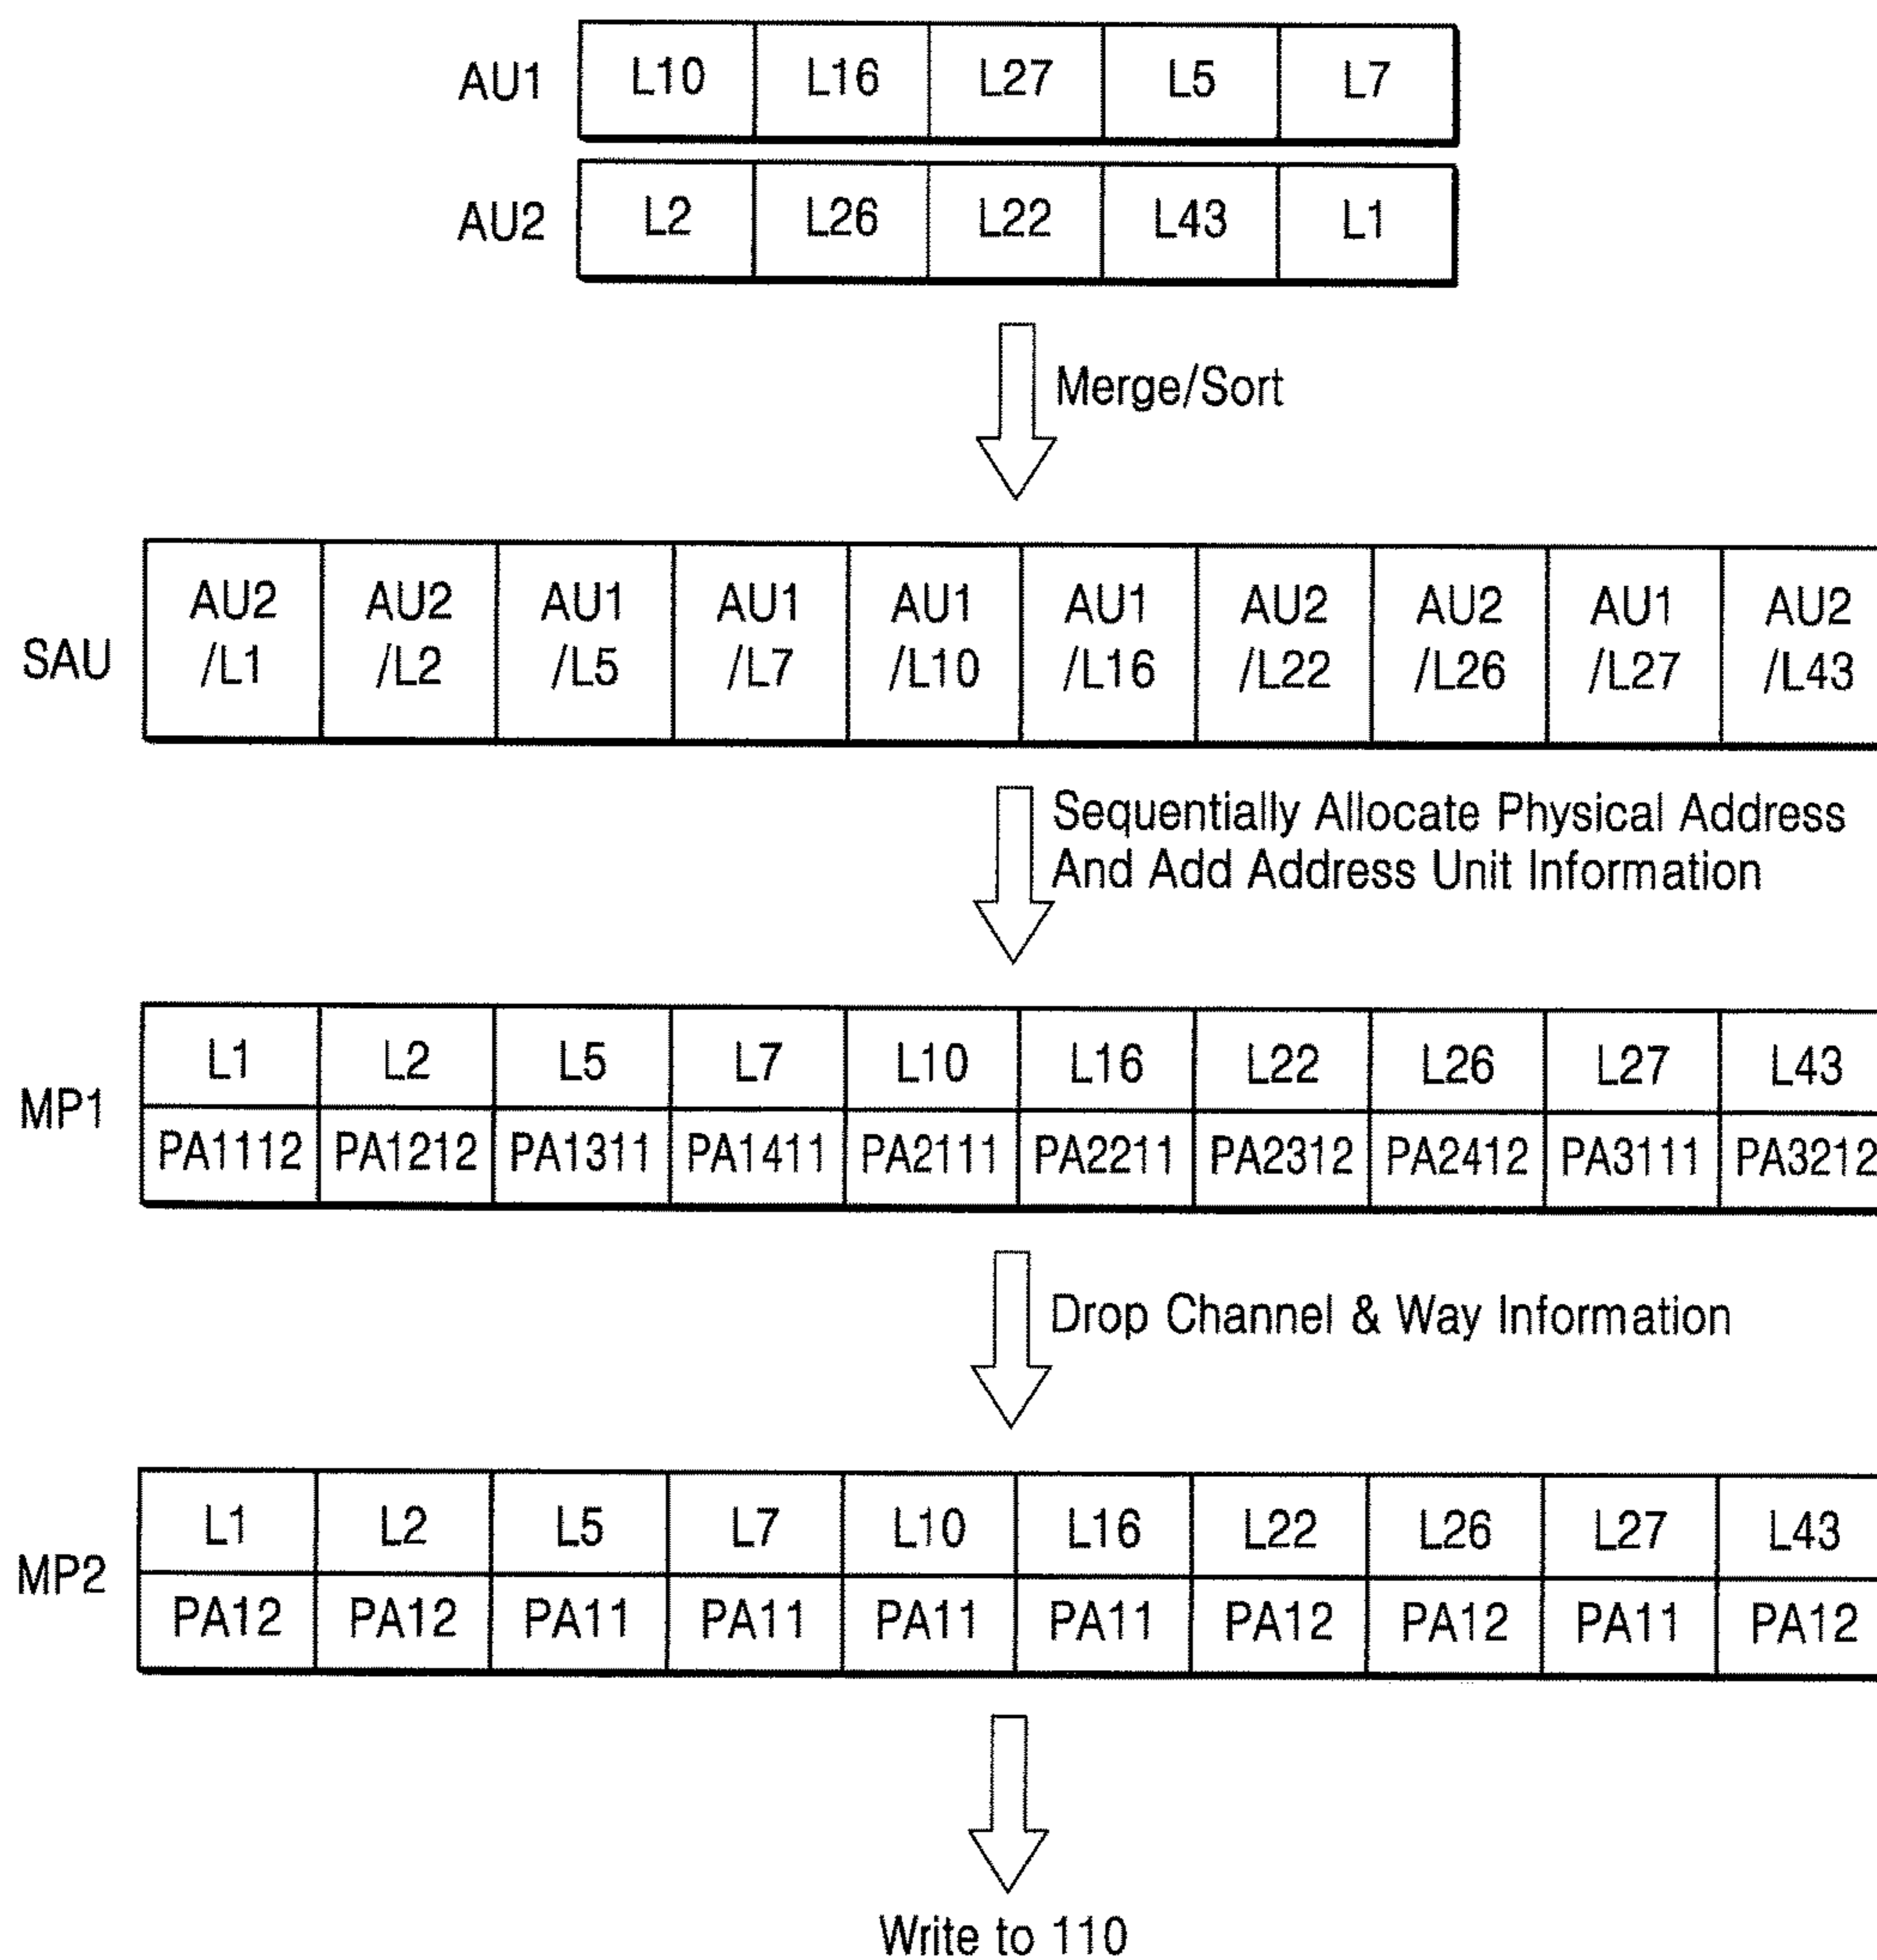 AU1 L10 L16 L27 L5 L7
AU2 L2 L26 L22 L43 L1
Merge/Sort
AU2 AU2 AU1 AU1 AU1 AU1 AU2 AU2 AU1 AU2
SAU /L1 /L2 /L5 /L7 /L10 /L16 /L22 /L26 /L27 /L43
Sequentially Allocate Physical Address
And Add Address Unit Information
L1 L2 L5 L7 L10 L16 L22 L26 L27 L43
MP1
PA1112 PA1212 PA1311 PA1411 PA2111 PA2211 PA2312 PA2412 PA3111 PA3212
Drop Channel & Way Information
L1 L2 L5 L7 L10 L16 L22 L26 L27 L43
MP2
PA12 PA12 PA11 PA11 PA11 PA11 PA12 PA12 PA11 PA12
Write to 110